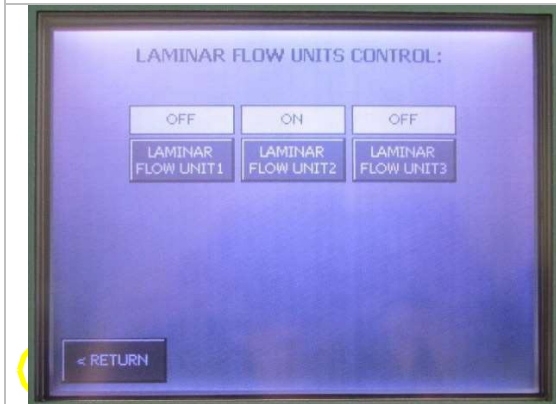 LAMINAR FLOW UNITS CONTROL:
OFF ON OFF
LAMINAR FLOW UNIT1
LAMINAR FLOW UNIT2
LAMINAR FLOW UNIT3
< RETURN